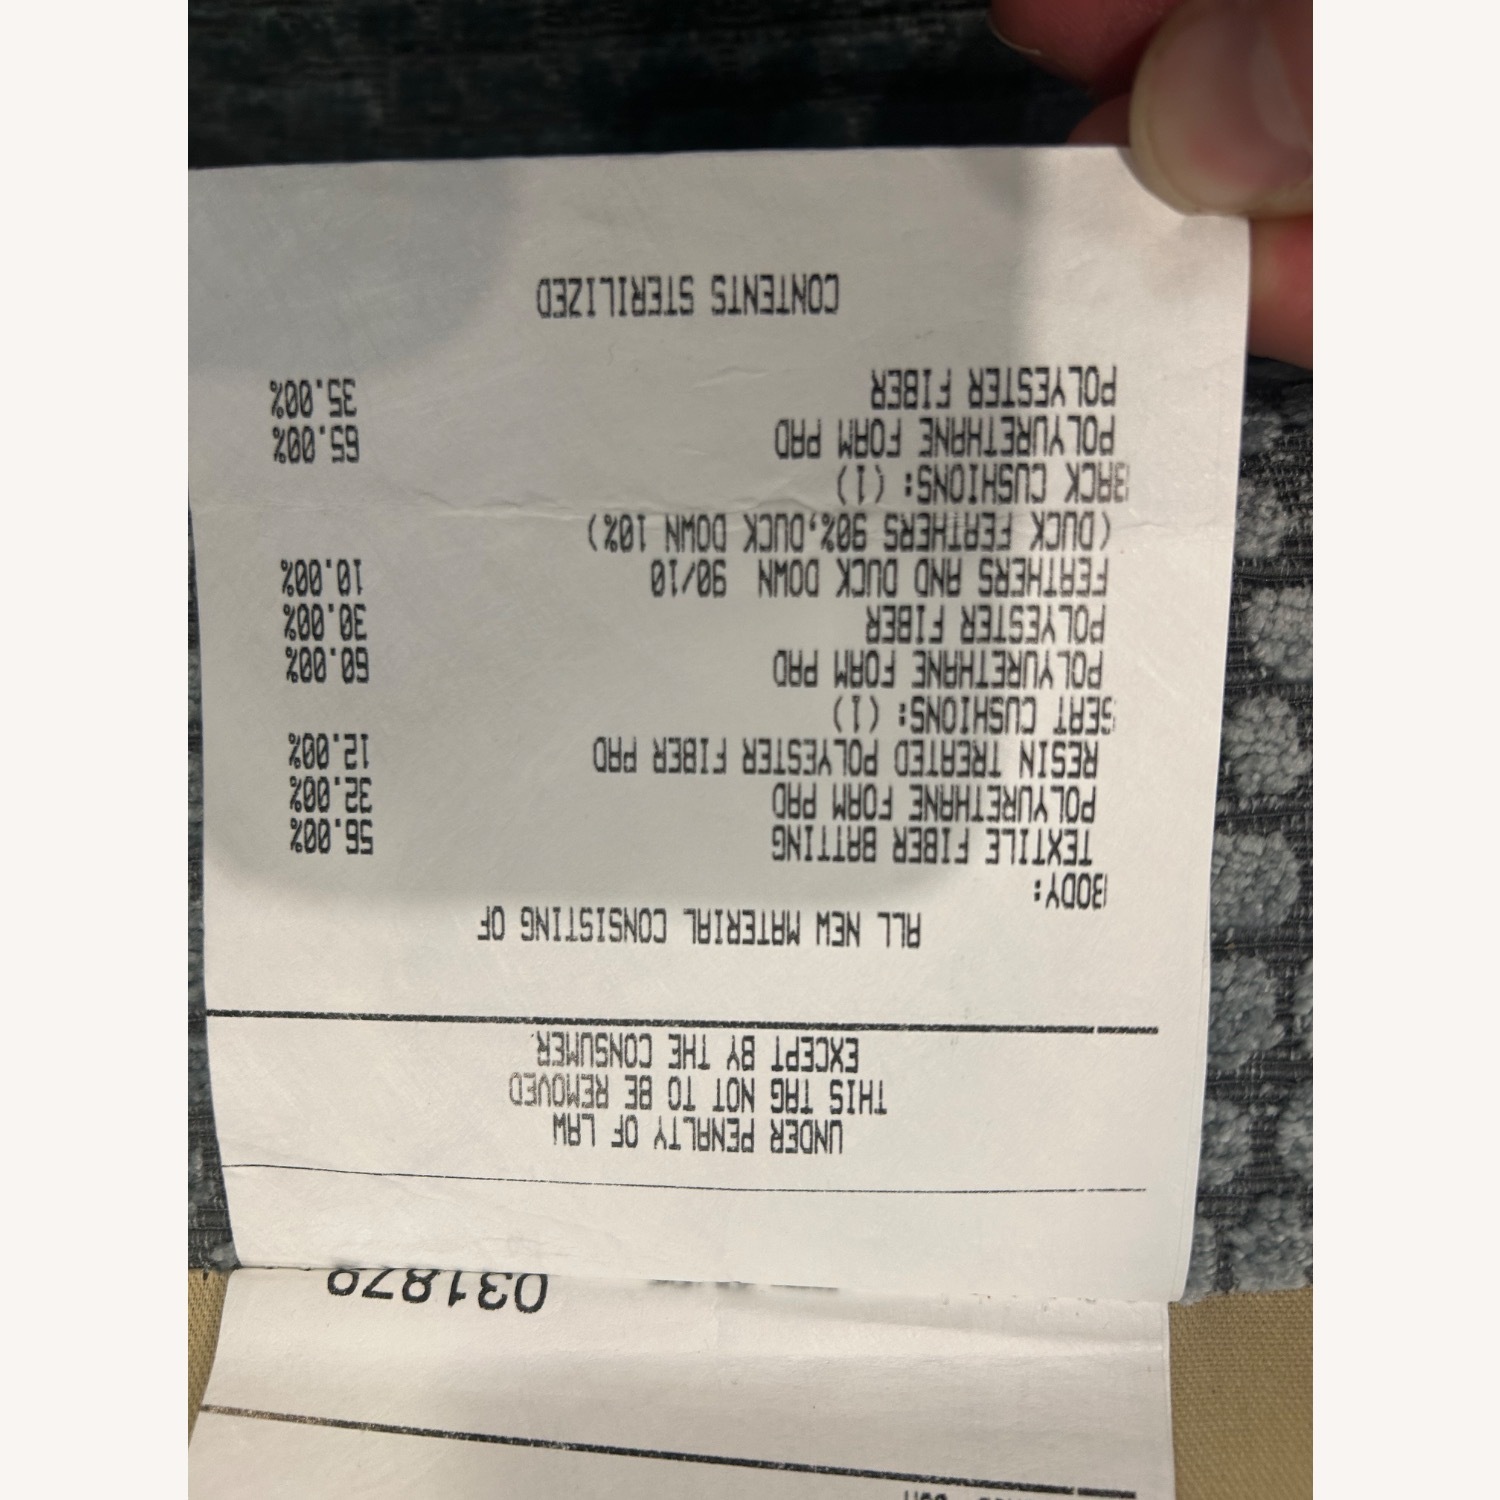 UNDER PENALTY OF LAW
THIS TAG NOT TO BE REMOVED
EXCEPT BY THE CONSUMER.
ALL NEW MATERIAL CONSISTING OF
BODY:
TEXTILE FIBER BATTING 56.00%
POLYURETHANE FOAM PAD 32.00%
RESIN TREATED POLYESTER FIBER PAD 12.00%
SEAT CUSHIONS: (1)
POLYURETHANE FOAM PAD 60.00%
POLYESTER FIBER 30.00%
FEATHERS AND DUCK DOWN 90/10 10.00%
(DUCK FEATHERS 90%,DUCK DOWN 10%)
BACK CUSHIONS: (1)
POLYURETHANE FOAM PAD 65.00%
POLYESTER FIBER 35.00%
CONTENTS STERILIZED